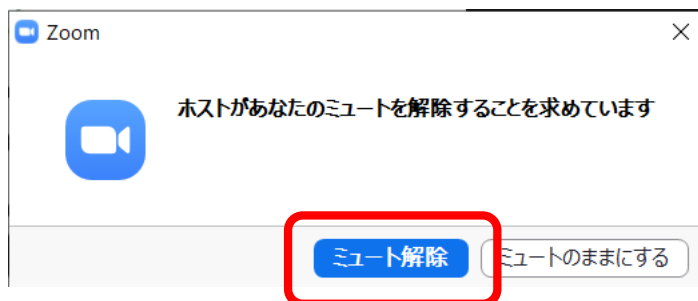 Zoom
ホストがあなたのミュートを解除することを求めています
ミュート解除
ミュートのままにする